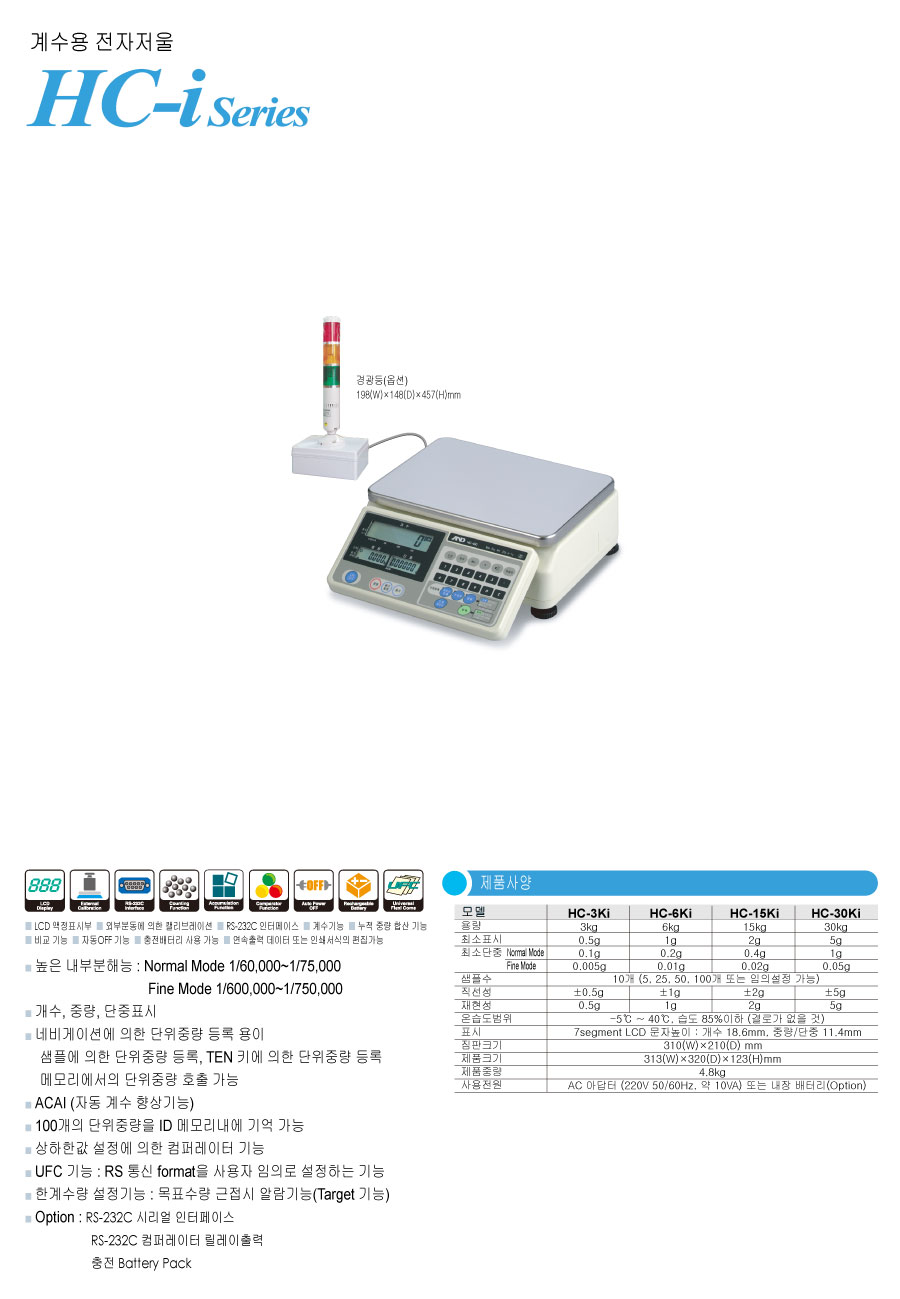 계수용 전자저울
HC-i Series
경광등(옵션)
198(W)×148(D)×457(H)mm
AND
888
OFF
UFC
LCD Display
External Calibration
RS-232C Interface
Counting Function
Accumulation Function
Comparator Function
Auto Power OFF
Rechargeable Battery
Universal Flexi Coms
LCD 액정표시부 외부분동에 의한 캘리브레이션 RS-232C 인터페이스 계수기능 누적 중량 합산 기능
비교 기능 자동OFF 기능 충전배터리 사용 가능 연속출력 데이터 또는 인쇄서식의 편집가능
높은 내부분해능 : Normal Mode 1/60,000~1/75,000
Fine Mode 1/600,000~1/750,000
개수, 중량, 단중표시
네비게이션에 의한 단위중량 등록 용이
샘플에 의한 단위중량 등록, TEN 키에 의한 단위중량 등록
메모리에서의 단위중량 호출 가능
ACAI (자동 계수 향상기능)
100개의 단위중량을 ID 메모리내에 기억 가능
상하한값 설정에 의한 컴퍼레이터 기능
UFC 기능 : RS 통신 format을 사용자 임의로 설정하는 기능
한계수량 설정기능 : 목표수량 근접시 알람기능(Target 기능)
Option : RS-232C 시리얼 인터페이스
RS-232C 컴퍼레이터 릴레이출력
충전 Battery Pack
제품사양
모델 HC-3Ki HC-6Ki HC-15Ki HC-30Ki
용량 3kg 6kg 15kg 30kg
최소표시 0.5g 1g 2g 5g
최소단중 Normal Mode 0.1g 0.2g 0.4g 1g
Fine Mode 0.005g 0.01g 0.02g 0.05g
샘플수 10개 (5, 25, 50, 100개 또는 임의설정 가능)
직선성 ±0.5g ±1g ±2g ±5g
재현성 0.5g 1g 2g 5g
온습도범위 -5℃ ~ 40℃, 습도 85%이하 (결로가 없을 것)
표시 7segment LCD 문자높이 : 개수 18.6mm, 중량/단중 11.4mm
짐판크기 310(W)×210(D) mm
제품크기 313(W)×320(D)×123(H)mm
제품중량 4.8kg
사용전원 AC 아답터 (220V 50/60Hz, 약 10VA) 또는 내장 배터리(Option)